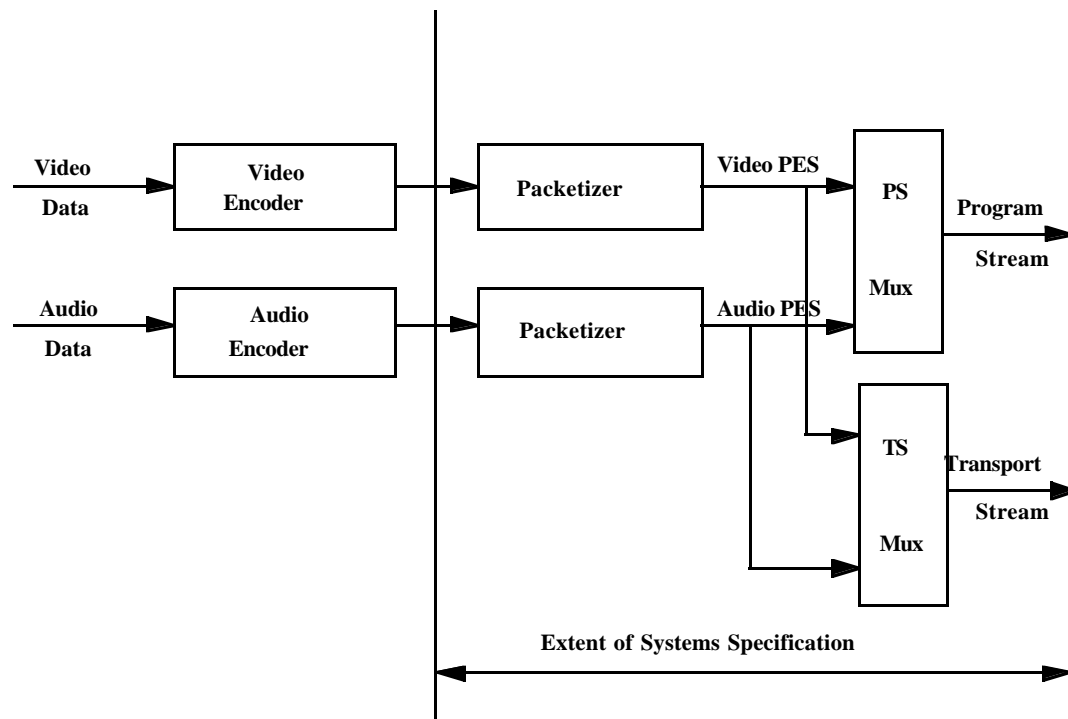 Video
Data
Video
Encoder
Packetizer
Video PES
PS
Mux
Program
Stream
Audio
Data
Audio
Encoder
Packetizer
Audio PES
TS
Mux
Transport
Stream
Extent of Systems Specification